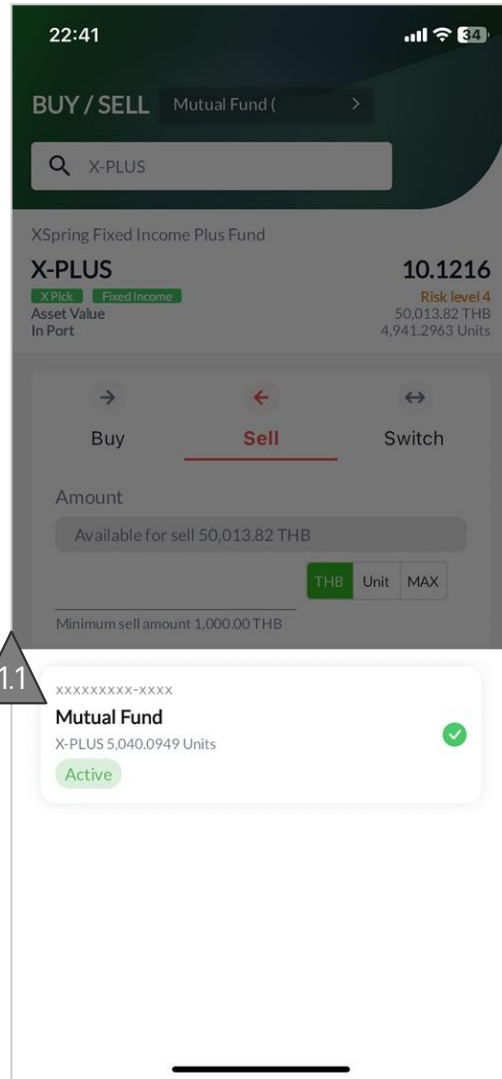 22:41
34
BUY / SELL Mutual Fund ( >
X-PLUS
XSpring Fixed Income Plus Fund
X-PLUS 10.1216
X Pick Fixed Income Risk level 4
Asset Value 50,013.82 THB
In Port 4,941.2963 Units
Buy Sell Switch
Amount
Available for sell 50,013.82 THB
THB Unit MAX
Minimum sell amount 1,000.00 THB
1.1
xxxxxxxxx-xxxx
Mutual Fund
X-PLUS 5,040.0949 Units
Active